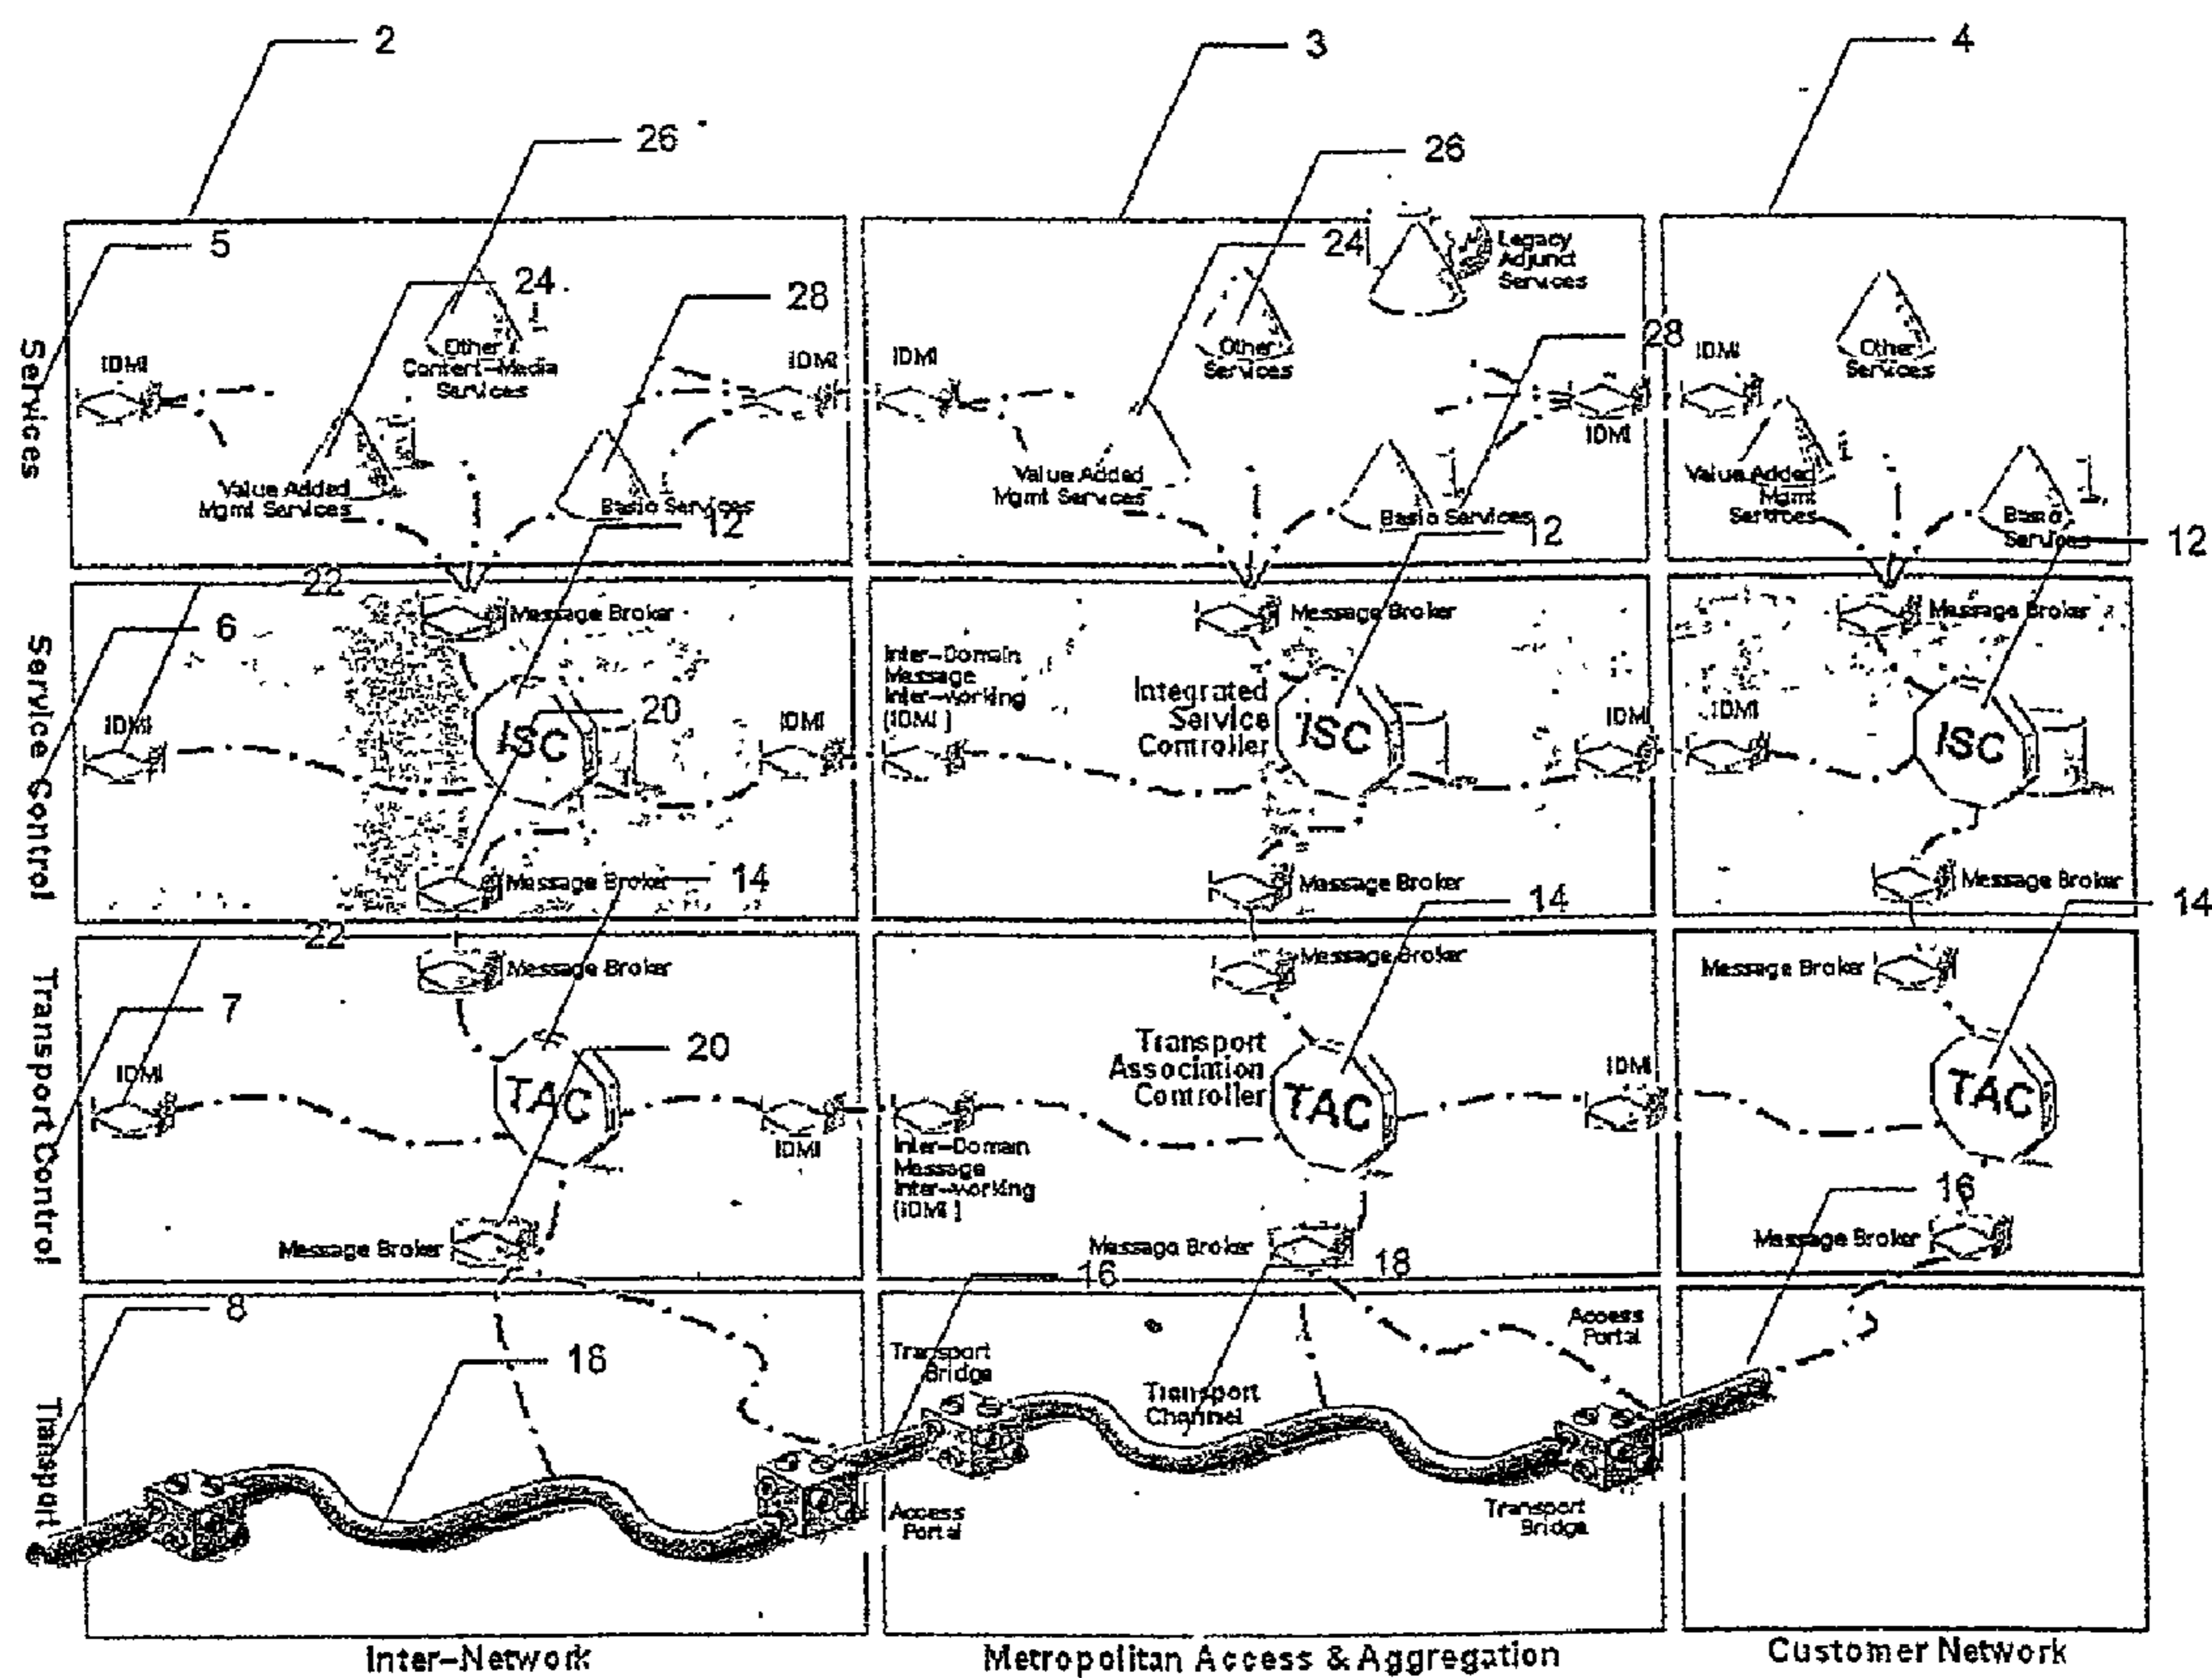 2
3
4
26
26
5
24
28
24
Legacy
Adjunct
Services
28
Services
IDMI
Other
Content-Media
Services
IDMI
IDMI
Other
Services
IDMI
IDMI
Other
Services
Value Added
Mgmt Services
Basic Services
Value Added
Mgmt Services
Basic Services
Value Added
Mgmt
Services
Basic
Services
12
12
12
22
Message Broker
Message Broker
Message Broker
6
Service Control
IDMI
ISC
20
IDMI
Inter-Domain
Message
Inter-working
(IDMI)
Integrated
Service
Controller
ISC
IDMI
IDMI
ISC
Message Broker
14
Message Broker
14
Message Broker
14
22
Message Broker
Message Broker
Message Broker
7
Transport Control
IDMI
TAC
20
IDMI
Inter-Domain
Message
Inter-working
(IDMI)
Transport
Association
Controller
TAC
IDMI
TAC
16
Message Broker
Message Broker
Message Broker
16
18
8
Transport
18
Access
Portal
Transport
Bridge
Transport
Channel
Access
Portal
Transport
Bridge
Inter-Network
Metropolitan Access & Aggregation
Customer Network